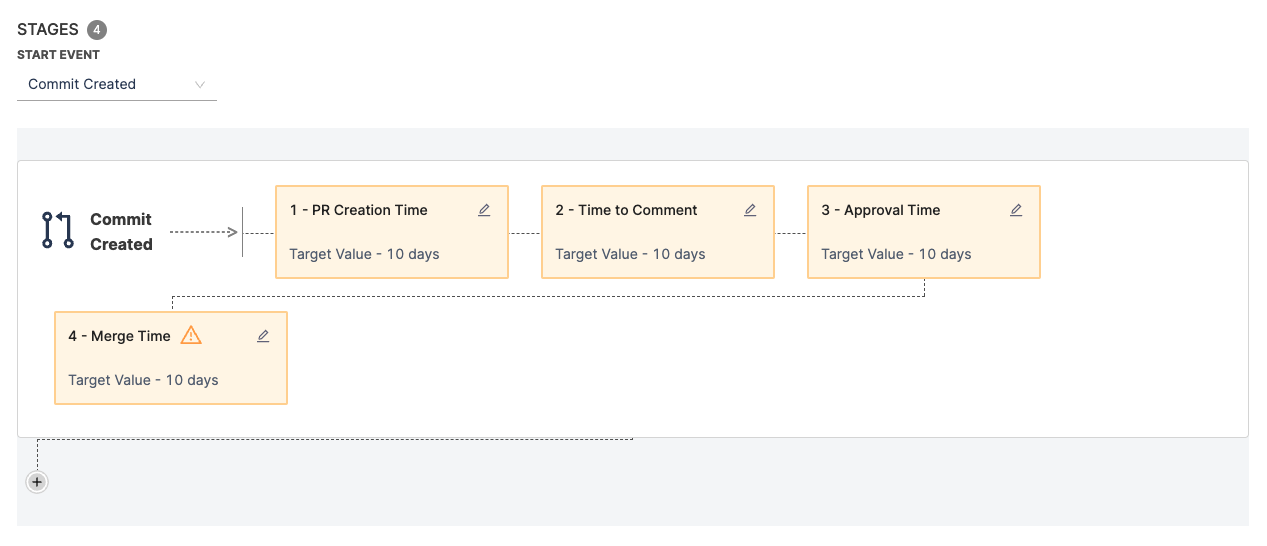 STAGES 4
START EVENT
Commit Created
Commit
Created
1 - PR Creation Time
Target Value - 10 days
2 - Time to Comment
Target Value - 10 days
3 - Approval Time
Target Value - 10 days
4 - Merge Time
Target Value - 10 days